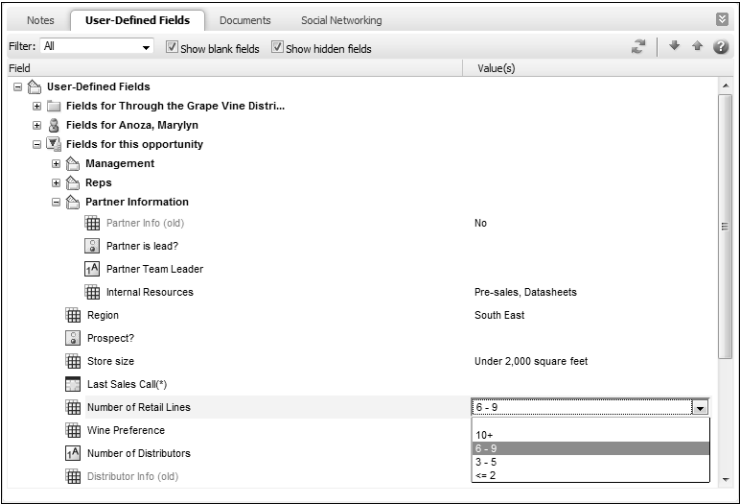 Notes User-Defined Fields Documents Social Networking
Filter: All Show blank fields Show hidden fields
Field Value(s)
User-Defined Fields
Fields for Through the Grape Vine Distri...
Fields for Anoza, Marylyn
Fields for this opportunity
Management
Reps
Partner Information
Partner Info (old) No
Partner is lead?
Partner Team Leader
Internal Resources Pre-sales, Datasheets
Region South East
Prospect?
Store size Under 2,000 square feet
Last Sales Call(*)
Number of Retail Lines 6 - 9
Wine Preference
10+
6 - 9
Number of Distributors
3 - 5
Distributor Info (old)
<= 2